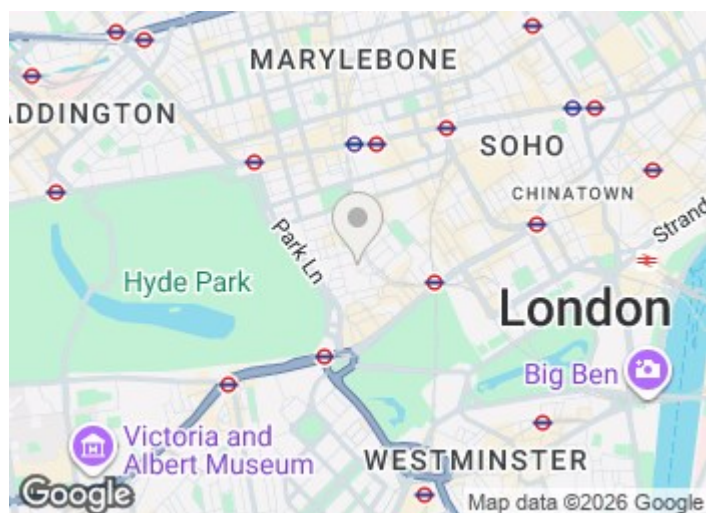 MARYLEBONE
ADDINGTON
SOHO
CHINATOWN
Strand
Park Ln
Hyde Park
London
Big Ben
Victoria and
Albert Museum
WESTMINSTER
Google
Map data ©2026 Google